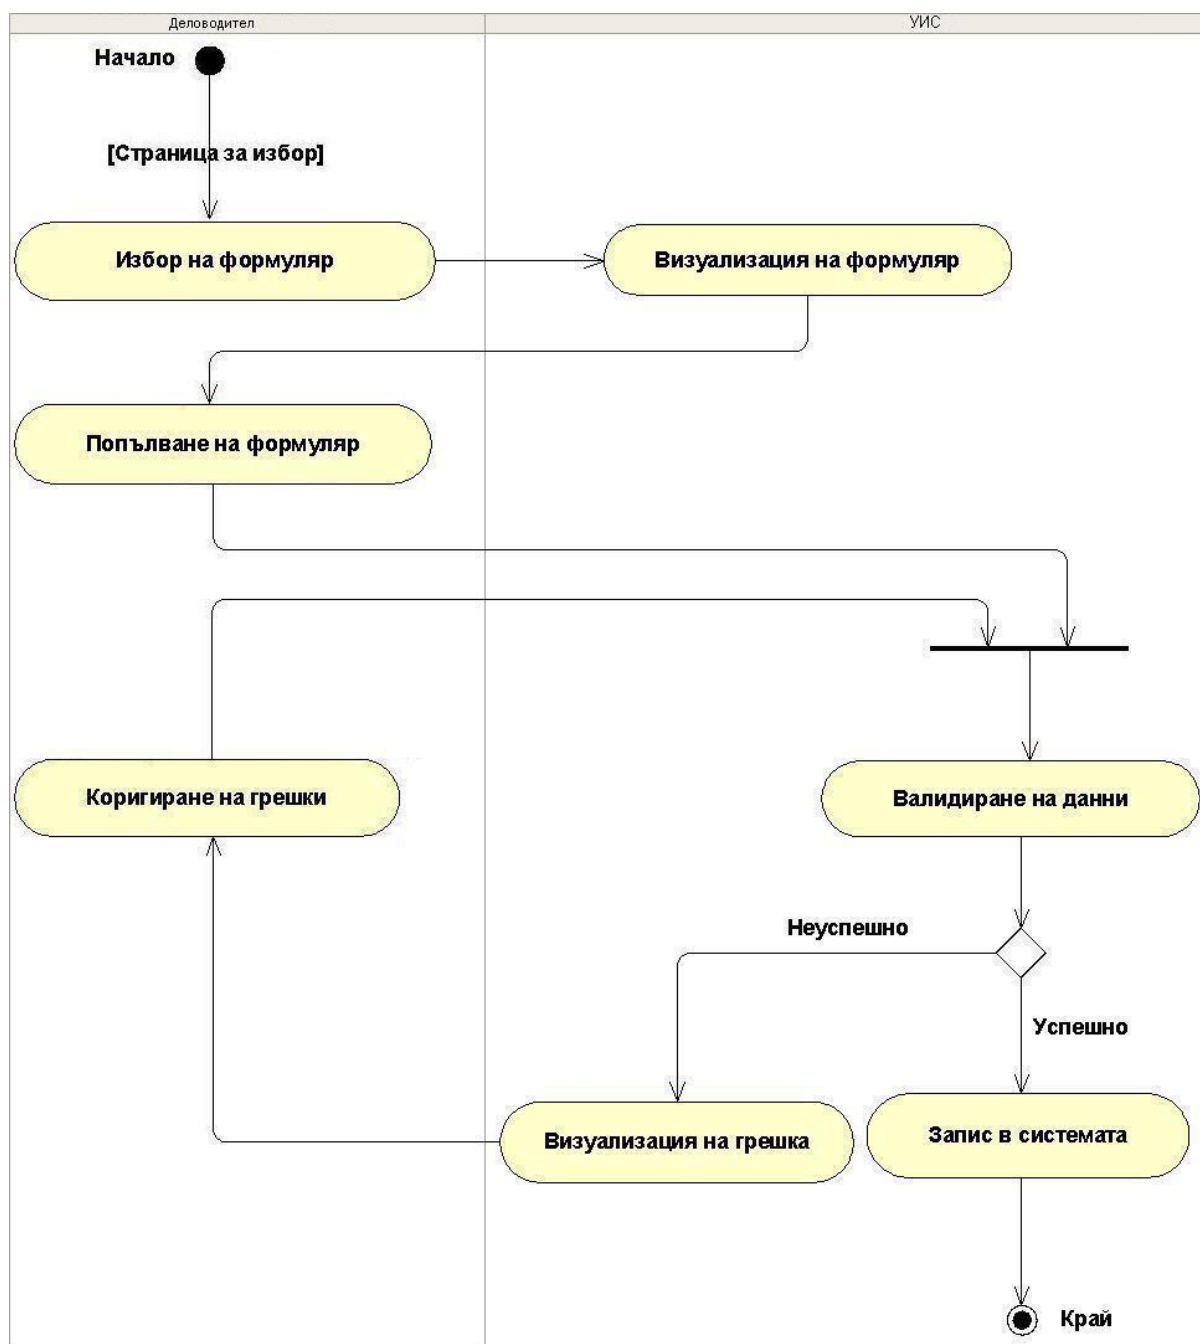 Деловодител
УИС
Начало
[Страница за избор]
Избор на формуляр
Визуализация на формуляр
Попълване на формуляр
Коригиране на грешки
Валидиране на данни
Неуспешно
Успешно
Визуализация на грешка
Запис в системата
Край